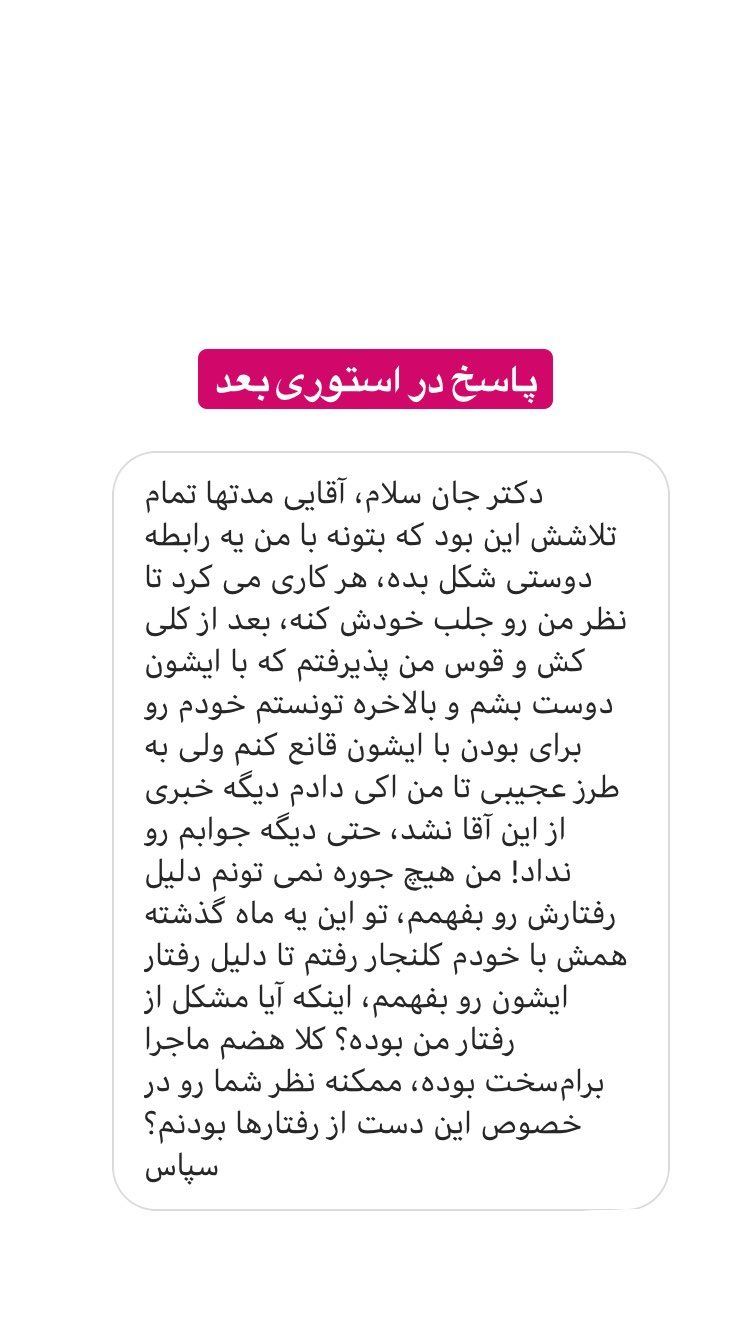 پاسخ در استوری بعد
دکتر جان سلام، آقایی مدتها تمام
تلاشش این بود که بتونه با من یه رابطه
دوستی شکل بده، هر کاری می کرد تا
نظر من رو جلب خودش کنه، بعد از کلی
کش و قوس من پذیرفتم که با ایشون
دوست بشم و بالاخره تونستم خودم رو
برای بودن با ایشون قانع کنم ولی به
طرز عجیبی تا من اکی دادم دیگه خبری
از این آقا نشد، حتی دیگه جوابم رو
نداد! من هیچ جوره نمی تونم دلیل
رفتارش رو بفهمم، تو این یه ماه گذشته
همش با خودم کلنجار رفتم تا دلیل رفتار
ایشون رو بفهمم، اینکه آیا مشکل از
رفتار من بوده؟ کلا هضم ماجرا
برام‌سخت بوده، ممکنه نظر شما رو در
خصوص این دست از رفتارها بودنم؟
سپاس